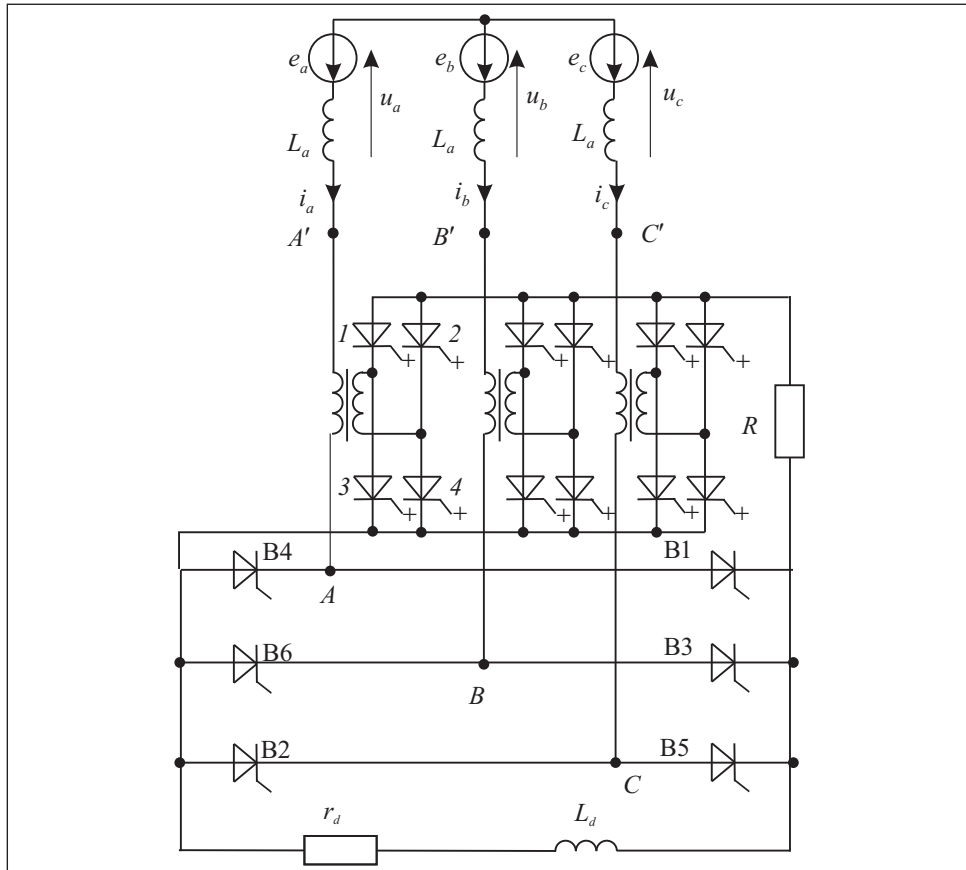 e_a e_b e_c
u_a u_b u_c
L_a L_a L_a
i_a i_b i_c
A′ B′ C′
1 2
+ + + + + +
R
3 4
+ + + + + +
B4 B1
A
B6 B3
B
B2 B5
C
r_d L_d